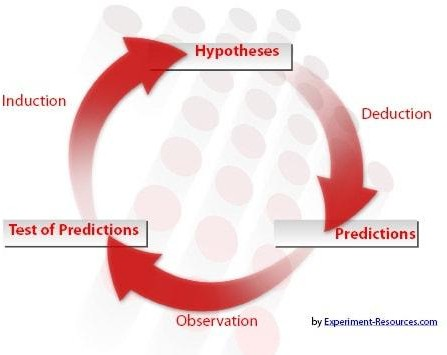 Hypotheses
Induction
Deduction
Test of Predictions
Predictions
Observation
by Experiment-Resources.com